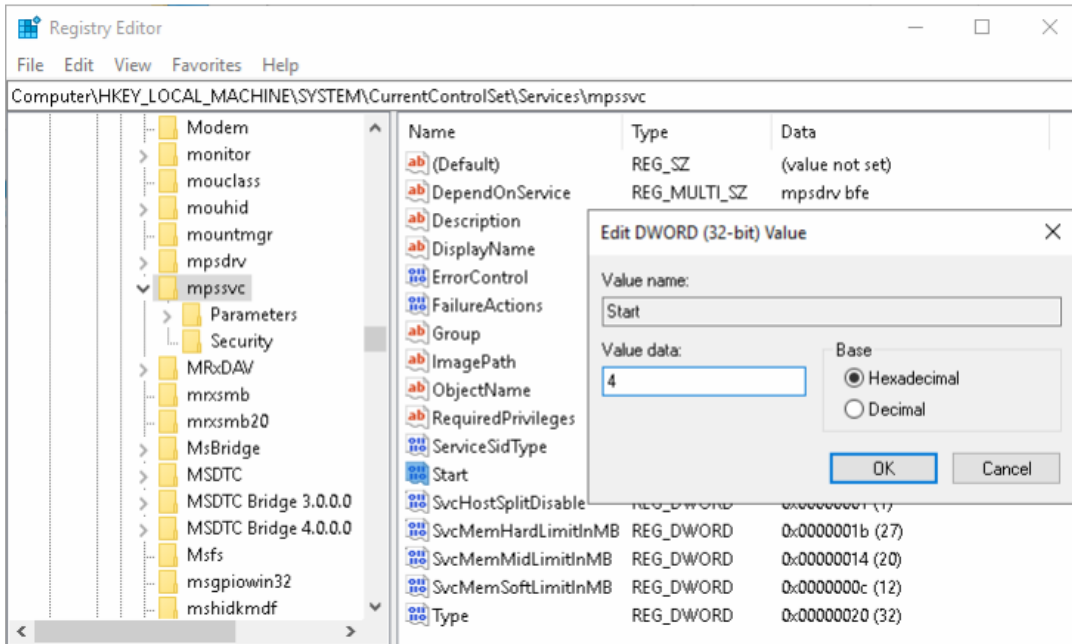 Registry Editor
File Edit View Favorites Help
Computer\HKEY_LOCAL_MACHINE\SYSTEM\CurrentControlSet\Services\mpssvc
Modem
monitor
mouclass
mouhid
mountmgr
mpsdrv
mpssvc
Parameters
Security
MRxDAV
mrxsmb
mrxsmb20
MsBridge
MSDTC
MSDTC Bridge 3.0.0.0
MSDTC Bridge 4.0.0.0
Msfs
msgpiowin32
mshidkmdf
Name Type Data
(Default) REG_SZ (value not set)
DependOnService REG_MULTI_SZ mpsdrv bfe
Description
DisplayName
ErrorControl
FailureActions
Group
ImagePath
ObjectName
RequiredPrivileges
ServiceSidType
Start
SvcHostSplitDisable REG_DWORD 0x00000001 (1)
SvcMemHardLimitInMB REG_DWORD 0x0000001b (27)
SvcMemMidLimitInMB REG_DWORD 0x00000014 (20)
SvcMemSoftLimitInMB REG_DWORD 0x0000000c (12)
Type REG_DWORD 0x00000020 (32)
Edit DWORD (32-bit) Value
Value name:
Start
Value data:
4
Base
Hexadecimal
Decimal
OK Cancel